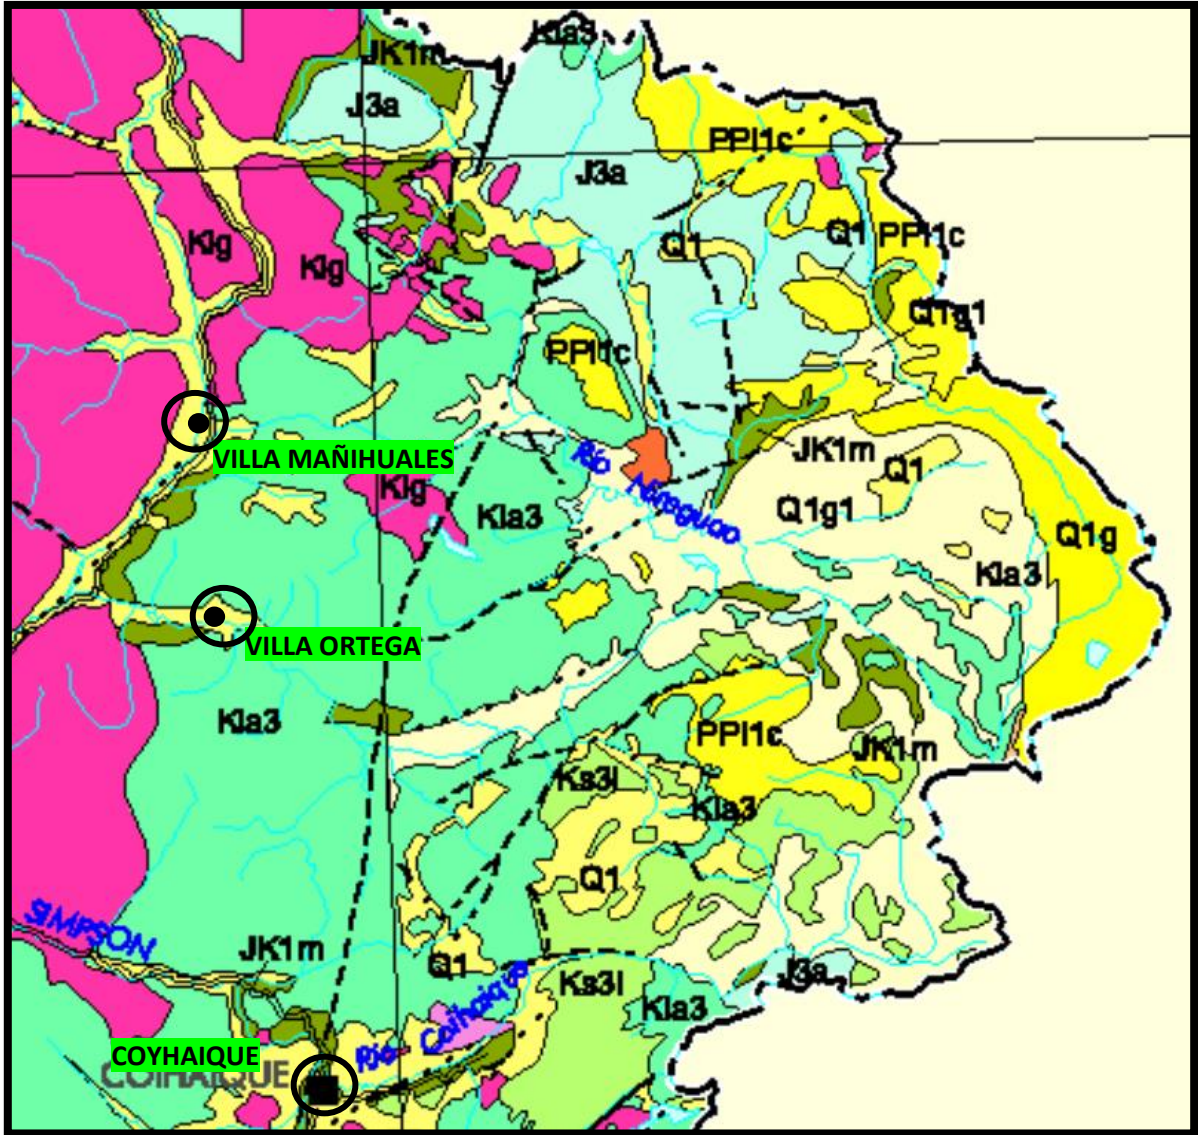 Kla3
JK1m
J3a
PPl1c
J3a
Klg
Klg
Q1
Q1
PPl1c
Q1g1
PPl1c
VILLA MAÑIHUALES
Río Nireguao
JK1m
Q1
Klg
Kla3
Q1g1
Q1g
Kla3
VILLA ORTEGA
Kla3
PPl1c
JK1m
Ks3l
Kla3
Q1
SIMPSON
JK1m
Q1
Ks3l
J3a
Kla3
Río Coihaique
COYHAIQUE
COIHAIQUE